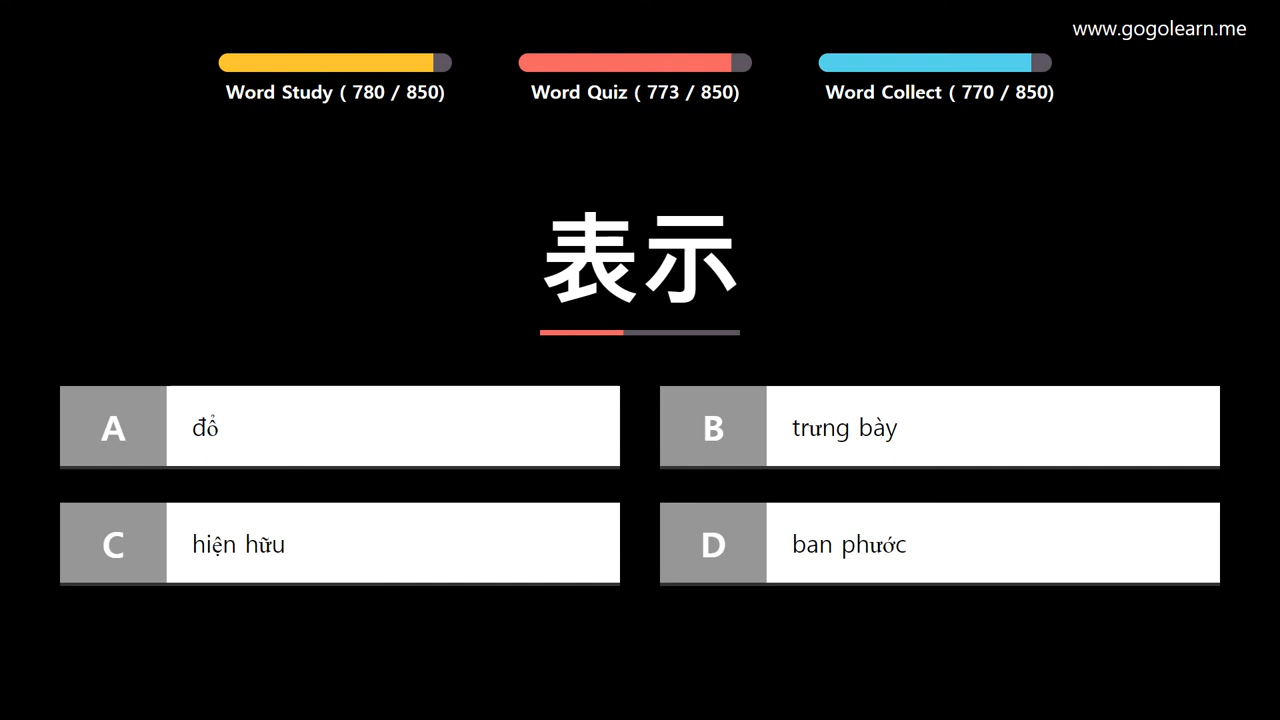 www.gogolearn.me
Word Study ( 780 / 850)
Word Quiz ( 773 / 850)
Word Collect ( 770 / 850)
表示
A đổ
B trưng bày
C hiện hữu
D ban phước